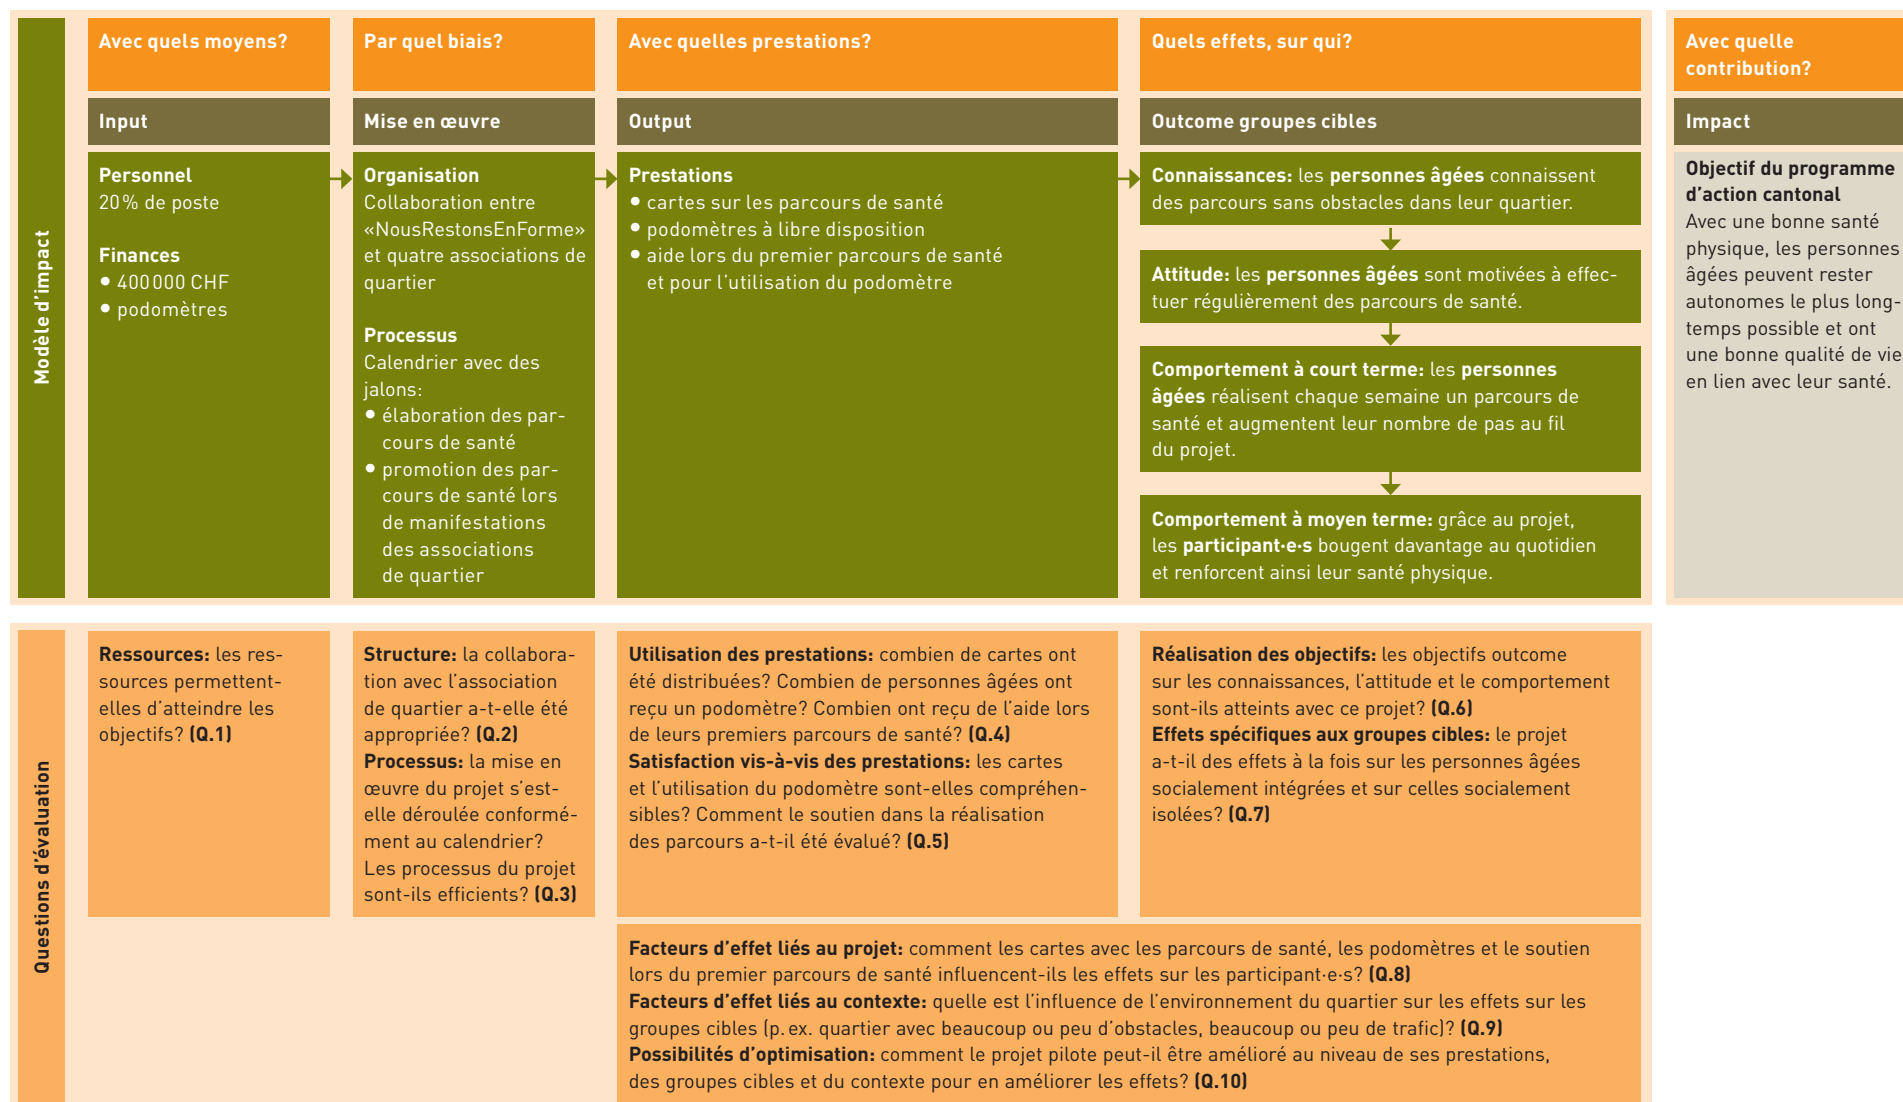 Modèle d'impact
Avec quels moyens?
Input
Personnel
20% de poste
Finances
• 400000 CHF
• podomètres
Par quel biais?
Mise en œuvre
Organisation
Collaboration entre
«NousRestonsEnForme»
et quatre associations de
quartier
Processus
Calendrier avec des
jalons:
• élaboration des par-
cours de santé
• promotion des par-
cours de santé lors
de manifestations
des associations
de quartier
Avec quelles prestations?
Output
Prestations
• cartes sur les parcours de santé
• podomètres à libre disposition
• aide lors du premier parcours de santé
et pour l'utilisation du podomètre
Quels effets, sur qui?
Outcome groupes cibles
Connaissances: les personnes âgées connaissent
des parcours sans obstacles dans leur quartier.
Attitude: les personnes âgées sont motivées à effec-
tuer régulièrement des parcours de santé.
Comportement à court terme: les personnes
âgées réalisent chaque semaine un parcours de
santé et augmentent leur nombre de pas au fil
du projet.
Comportement à moyen terme: grâce au projet,
les participant·e·s bougent davantage au quotidien
et renforcent ainsi leur santé physique.
Avec quelle
contribution?
Impact
Objectif du programme
d'action cantonal
Avec une bonne santé
physique, les personnes
âgées peuvent rester
autonomes le plus long-
temps possible et ont
une bonne qualité de vie
en lien avec leur santé.
Questions d'évaluation
Ressources: les res-
sources permettent-
elles d'atteindre les
objectifs? (Q.1)
Structure: la collabora-
tion avec l'association
de quartier a-t-elle été
appropriée? (Q.2)
Processus: la mise en
œuvre du projet s'est-
elle déroulée conformé-
ment au calendrier?
Les processus du projet
sont-ils efficients? (Q.3)
Utilisation des prestations: combien de cartes ont
été distribuées? Combien de personnes âgées ont
reçu un podomètre? Combien ont reçu de l'aide lors
de leurs premiers parcours de santé? (Q.4)
Satisfaction vis-à-vis des prestations: les cartes
et l'utilisation du podomètre sont-elles compréhen-
sibles? Comment le soutien dans la réalisation
des parcours a-t-il été évalué? (Q.5)
Réalisation des objectifs: les objectifs outcome
sur les connaissances, l'attitude et le comportement
sont-ils atteints avec ce projet? (Q.6)
Effets spécifiques aux groupes cibles: le projet
a-t-il des effets à la fois sur les personnes âgées
socialement intégrées et sur celles socialement
isolées? (Q.7)
Facteurs d'effet liés au projet: comment les cartes avec les parcours de santé, les podomètres et le soutien
lors du premier parcours de santé influencent-ils les effets sur les participant·e·s? (Q.8)
Facteurs d'effet liés au contexte: quelle est l'influence de l'environnement du quartier sur les effets sur les
groupes cibles (p. ex. quartier avec beaucoup ou peu d'obstacles, beaucoup ou peu de trafic)? (Q.9)
Possibilités d'optimisation: comment le projet pilote peut-il être amélioré au niveau de ses prestations,
des groupes cibles et du contexte pour en améliorer les effets? (Q.10)